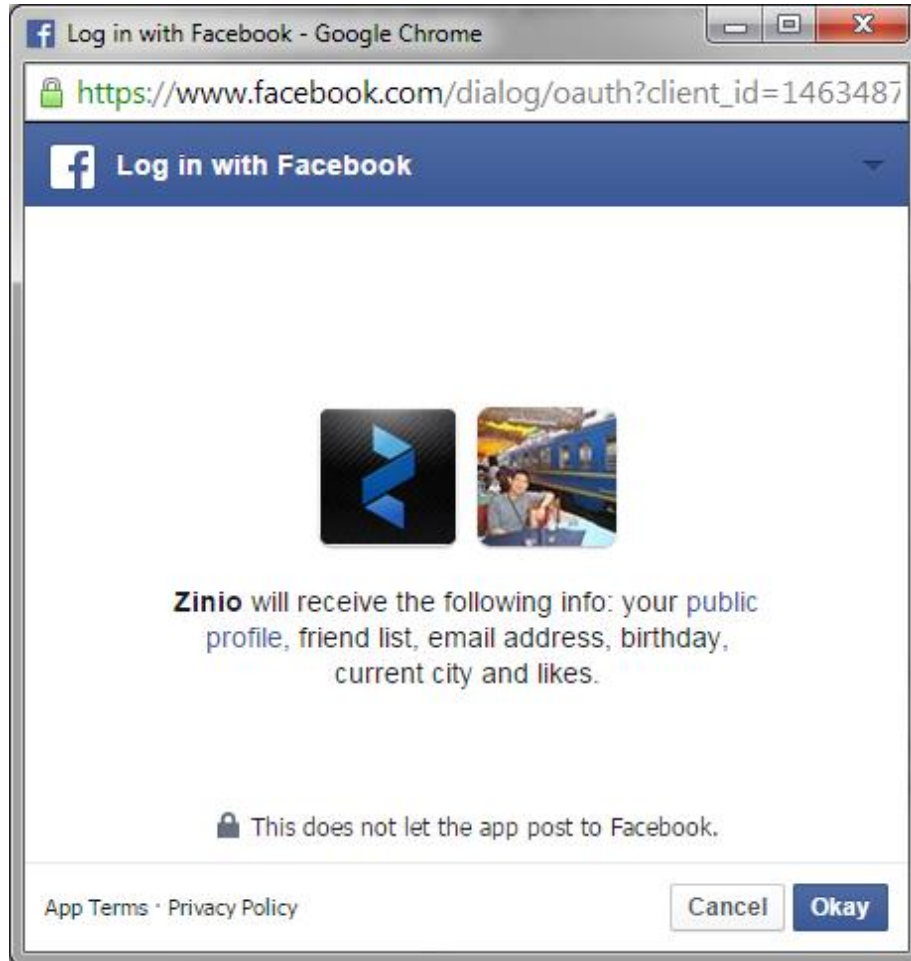 Log in with Facebook - Google Chrome
https://www.facebook.com/dialog/oauth?client_id=1463487
Log in with Facebook
Zinio will receive the following info: your public
profile, friend list, email address, birthday,
current city and likes.
This does not let the app post to Facebook.
App Terms · Privacy Policy
Cancel
Okay